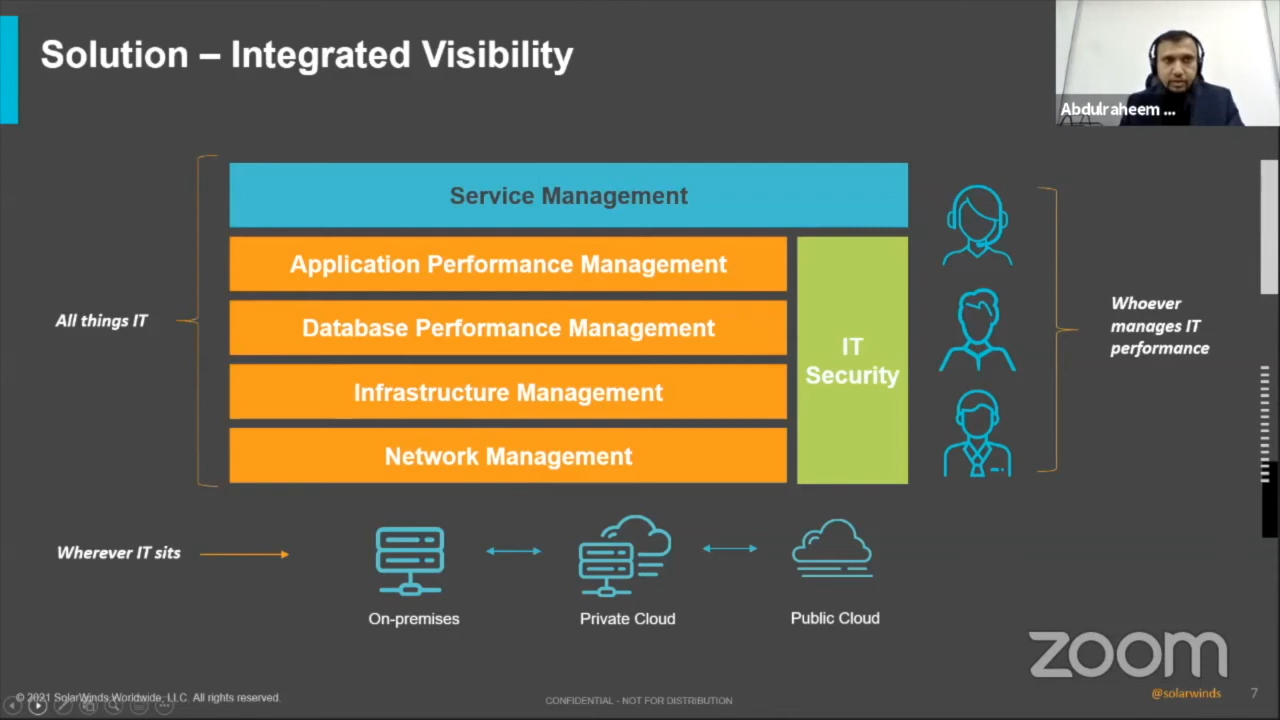 Solution – Integrated Visibility
Abdulraheem ...
Service Management
Application Performance Management
Database Performance Management
Infrastructure Management
Network Management
IT
Security
All things IT
Whoever
manages IT
performance
Wherever IT sits
On-premises
Private Cloud
Public Cloud
zoom
© 2021 SolarWinds Worldwide, LLC. All rights reserved.
CONFIDENTIAL - NOT FOR DISTRIBUTION
@solarwinds
7